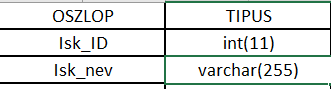 OSZLOP TIPUS
Isk_ID int(11)
Isk_nev varchar(255)